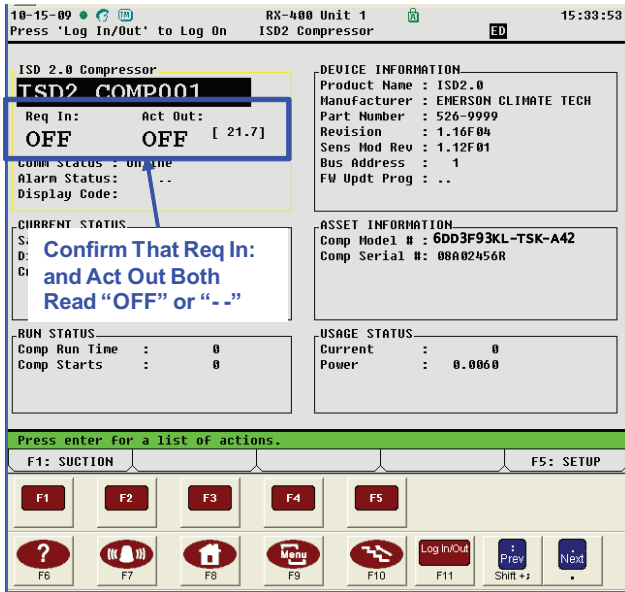 10-15-09 RX-400 Unit 1 15:33:53
Press 'Log In/Out' to Log On ISD2 Compressor ED
ISD 2.0 Compressor
ISD2 COMP001
Req In: Act Out:
OFF OFF [ 21.7]
Comm Status : Online
Alarm Status: ..
Display Code:
DEVICE INFORMATION
Product Name : ISD2.0
Manufacturer : EMERSON CLIMATE TECH
Part Number : 526-9999
Revision : 1.16F04
Sens Mod Rev : 1.12F01
Bus Address : 1
FW Updt Prog : ..
CURRENT STATUS
Confirm That Req In:
and Act Out Both
Read “OFF” or “- -”
ASSET INFORMATION
Comp Model # : 6DD3F93KL-TSK-A42
Comp Serial #: 08A02456R
RUN STATUS
Comp Run Time : 0
Comp Starts : 0
USAGE STATUS
Current : 0
Power : 0.0060
Press enter for a list of actions.
F1: SUCTION F5: SETUP
F1 F2 F3 F4 F5
? Menu Log In/Out : Prev . Next
F6 F7 F8 F9 F10 F11 Shift +; .